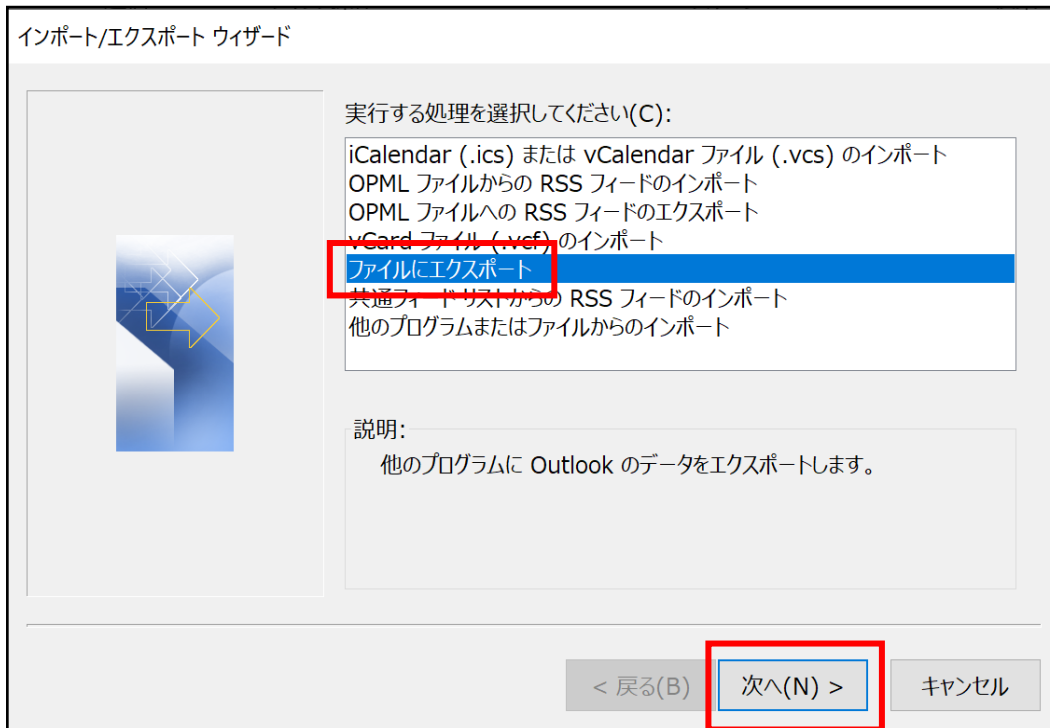 インポート/エクスポート ウィザード
実行する処理を選択してください(C):
iCalendar (.ics) または vCalendar ファイル (.vcs) のインポート
OPML ファイルからの RSS フィードのインポート
OPML ファイルへの RSS フィードのエクスポート
vCard ファイル (.vcf) のインポート
ファイルにエクスポート
共通フィード リストからの RSS フィードのインポート
他のプログラムまたはファイルからのインポート
説明:
他のプログラムに Outlook のデータをエクスポートします。
< 戻る(B)
次へ(N) >
キャンセル